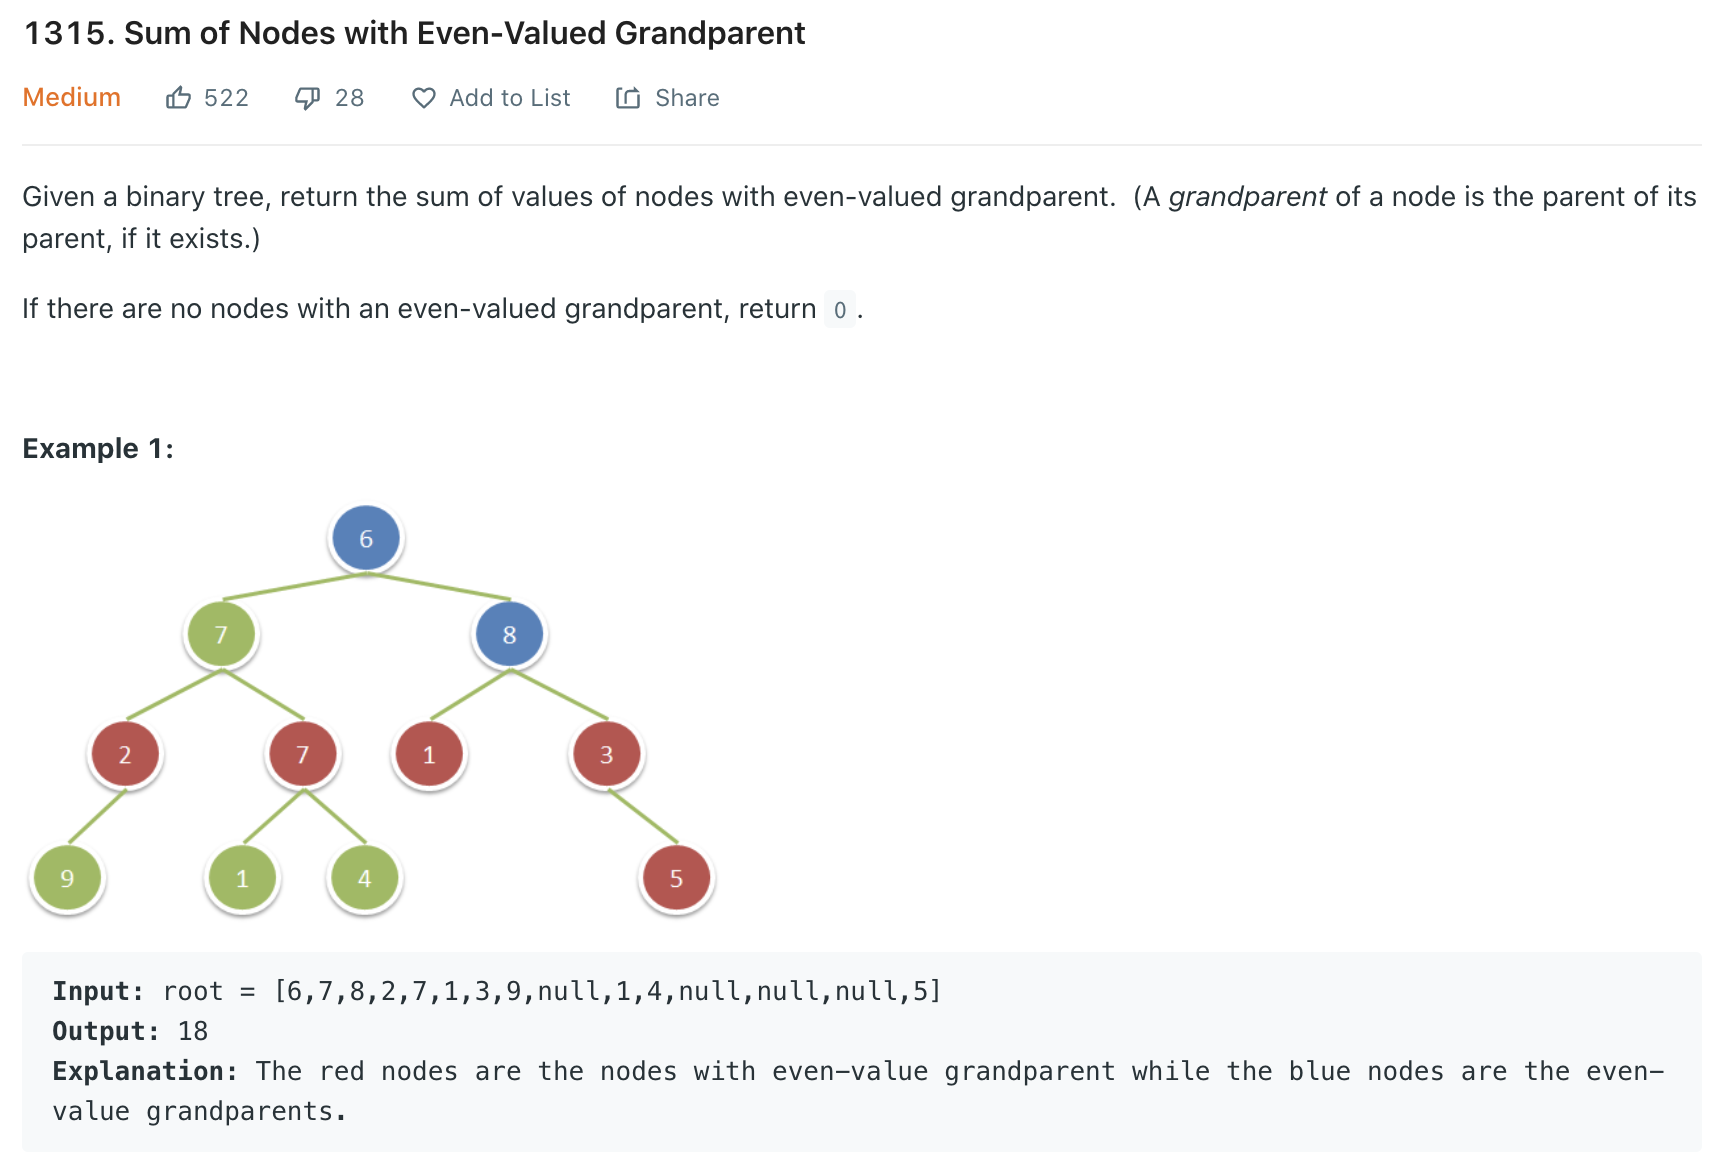 1315. Sum of Nodes with Even-Valued Grandparent
Medium 522 28 Add to List Share
Given a binary tree, return the sum of values of nodes with even-valued grandparent. (A grandparent of a node is the parent of its
parent, if it exists.)
If there are no nodes with an even-valued grandparent, return 0 .
Example 1:
6
7 8
2 7 1 3
9 1 4 5
Input: root = [6,7,8,2,7,1,3,9,null,1,4,null,null,null,5]
Output: 18
Explanation: The red nodes are the nodes with even-value grandparent while the blue nodes are the even-
value grandparents.